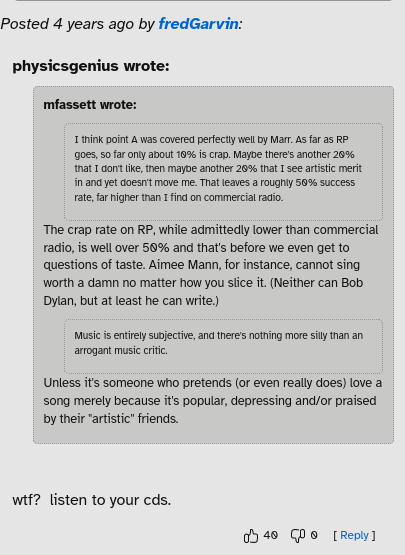 Posted 4 years ago by fredGarvin:
physicsgenius wrote:
mfassett wrote:
I think point A was covered perfectly well by Marr. As far as RP
goes, so far only about 10% is crap. Maybe there's another 20%
that I don't like, then maybe another 20% that I see artistic merit
in and yet doesn't move me. That leaves a roughly 50% success
rate, far higher than I find on commercial radio.
The crap rate on RP, while admittedly lower than commercial
radio, is well over 50% and that's before we even get to
questions of taste. Aimee Mann, for instance, cannot sing
worth a damn no matter how you slice it. (Neither can Bob
Dylan, but at least he can write.)
Music is entirely subjective, and there's nothing more silly than an
arrogant music critic.
Unless it's someone who pretends (or even really does) love a
song merely because it's popular, depressing and/or praised
by their "artistic" friends.
wtf?  listen to your cds.
40 0 [ Reply ]